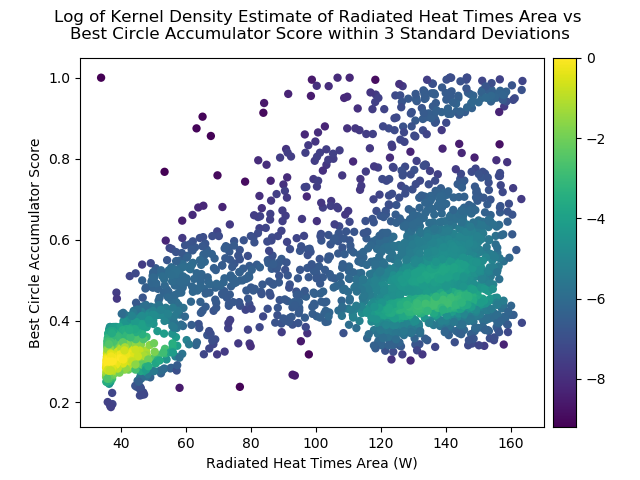 Log of Kernel Density Estimate of Radiated Heat Times Area vs
Best Circle Accumulator Score within 3 Standard Deviations
Best Circle Accumulator Score
1.0
0.8
0.6
0.4
0.2
40 60 80 100 120 140 160
Radiated Heat Times Area (W)
0
−2
−4
−6
−8